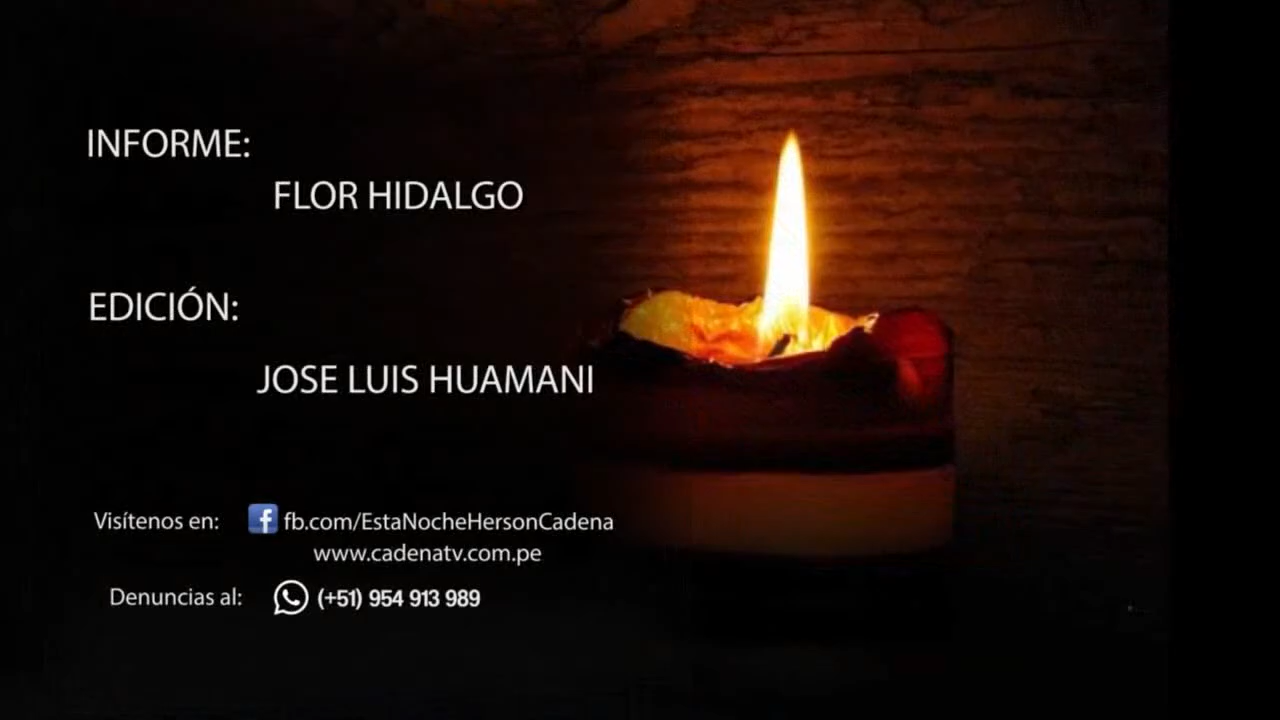 INFORME:
FLOR HIDALGO
EDICIÓN:
JOSE LUIS HUAMANI
Visítenos en: fb.com/EstaNocheHersonCadena
www.cadenatv.com.pe
Denuncias al: (+51) 954 913 989